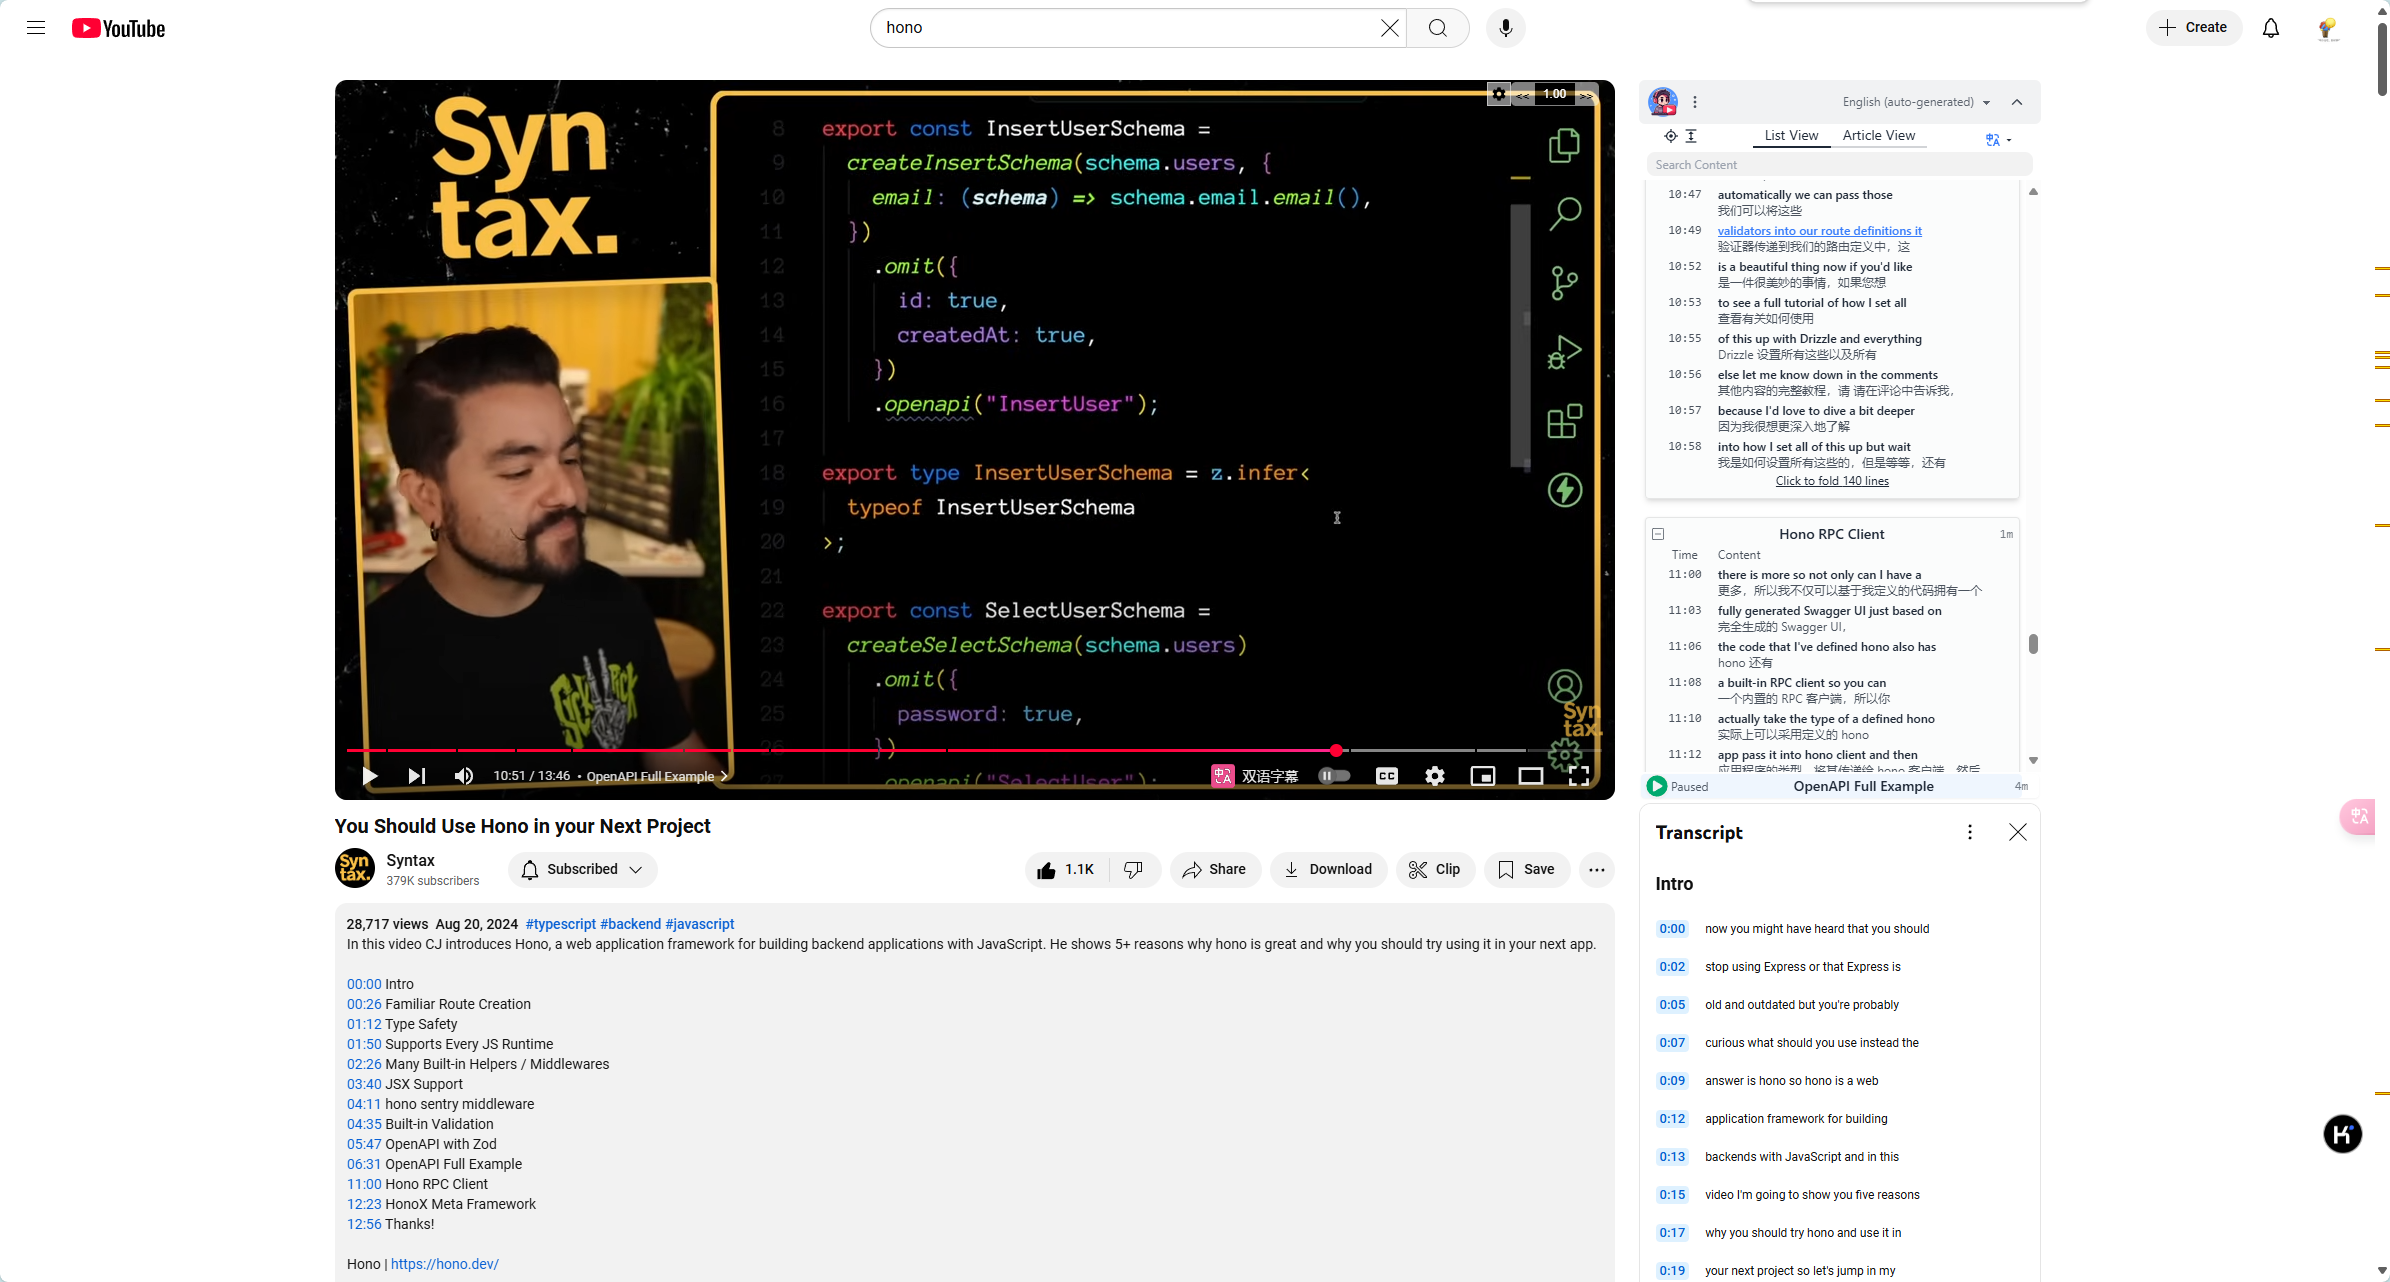 YouTube
hono
Create
Syn
tax.
1.00
8 export const InsertUserSchema =
9 createInsertSchema(schema.users, {
10 email: (schema) => schema.email.email(),
11 })
12 .omit({
13 id: true,
14 createdAt: true,
15 })
16 .openapi("InsertUser");
17
18 export type InsertUserSchema = z.infer<
19 typeof InsertUserSchema
20 >;
21
22 export const SelectUserSchema =
23 createSelectSchema(schema.users)
24 .omit({
25 password: true,
26 })
27 .openapi("SelectUser");
Syn
tax.
10:51 / 13:46 • OpenAPI Full Example
双语字幕
CC
You Should Use Hono in your Next Project
Syn
tax.
Syntax
379K subscribers
Subscribed
1.1K
Share
Download
Clip
Save
28,717 views Aug 20, 2024 #typescript #backend #javascript
In this video CJ introduces Hono, a web application framework for building backend applications with JavaScript. He shows 5+ reasons why hono is great and why you should try using it in your next app.
00:00 Intro
00:26 Familiar Route Creation
01:12 Type Safety
01:50 Supports Every JS Runtime
02:26 Many Built-in Helpers / Middlewares
03:40 JSX Support
04:11 hono sentry middleware
04:35 Built-in Validation
05:47 OpenAPI with Zod
06:31 OpenAPI Full Example
11:00 Hono RPC Client
12:23 HonoX Meta Framework
12:56 Thanks!
Hono | https://hono.dev/
English (auto-generated)
List View
Article View
Search Content
10:47 automatically we can pass those
我们可以将这些
10:49 validators into our route definitions it
验证器传递到我们的路由定义中，这
10:52 is a beautiful thing now if you'd like
是一件很美妙的事情，如果您想
10:53 to see a full tutorial of how I set all
查看有关如何使用
10:55 of this up with Drizzle and everything
Drizzle 设置所有这些以及所有
10:56 else let me know down in the comments
其他内容的完整教程，请 请在评论中告诉我，
10:57 because I'd love to dive a bit deeper
因为我很想更深入地了解
10:58 into how I set all of this up but wait
我是如何设置所有这些的，但是等等，还有
Click to fold 140 lines
Hono RPC Client 1m
Time Content
11:00 there is more so not only can I have a
更多，所以我不仅可以基于我定义的代码拥有一个
11:03 fully generated Swagger UI just based on
完全生成的 Swagger UI，
11:06 the code that I've defined hono also has
hono 还有
11:08 a built-in RPC client so you can
一个内置的 RPC 客户端，所以你
11:10 actually take the type of a defined hono
实际上可以采用定义的 hono
11:12 app pass it into hono client and then
应用程序的类型，将其传递给 hono 客户端，然后
Paused OpenAPI Full Example 4m
Transcript
Intro
0:00 now you might have heard that you should
0:02 stop using Express or that Express is
0:05 old and outdated but you're probably
0:07 curious what should you use instead the
0:09 answer is hono so hono is a web
0:12 application framework for building
0:13 backends with JavaScript and in this
0:15 video I'm going to show you five reasons
0:17 why you should try hono and use it in
0:19 your next project so let's jump in my